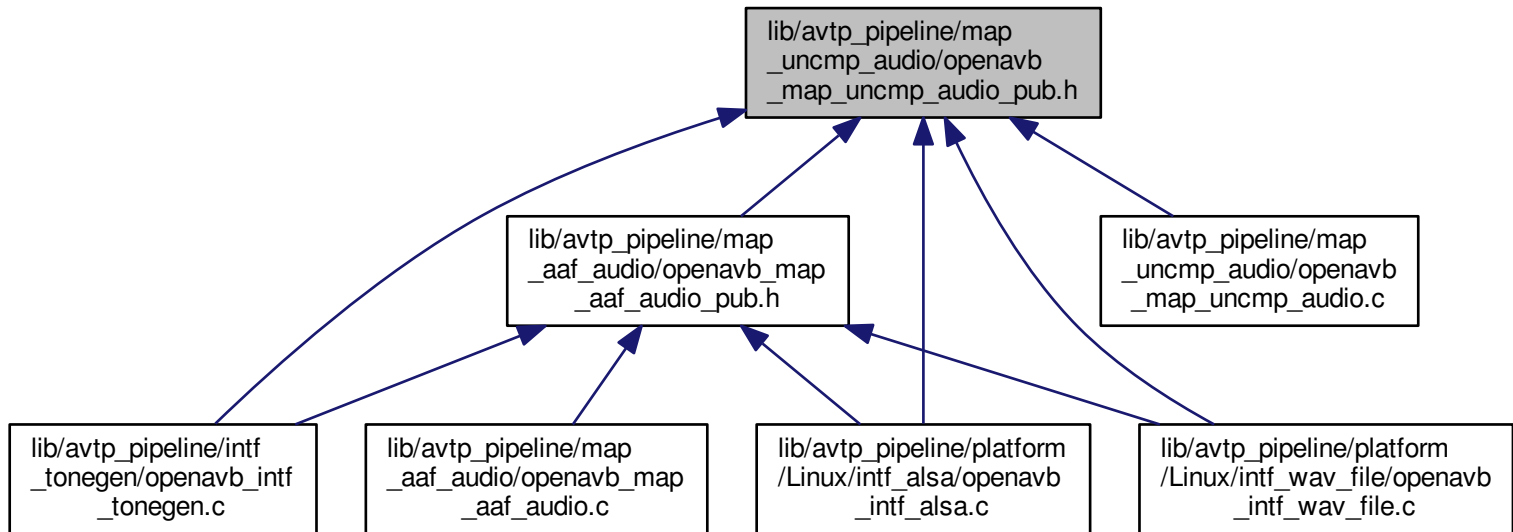 lib/avtp_pipeline/map
_uncmp_audio/openavb
_map_uncmp_audio_pub.h
lib/avtp_pipeline/map
_aaf_audio/openavb_map
_aaf_audio_pub.h
lib/avtp_pipeline/map
_uncmp_audio/openavb
_map_uncmp_audio.c
lib/avtp_pipeline/intf
_tonegen/openavb_intf
_tonegen.c
lib/avtp_pipeline/map
_aaf_audio/openavb_map
_aaf_audio.c
lib/avtp_pipeline/platform
/Linux/intf_alsa/openavb
_intf_alsa.c
lib/avtp_pipeline/platform
/Linux/intf_wav_file/openavb
_intf_wav_file.c